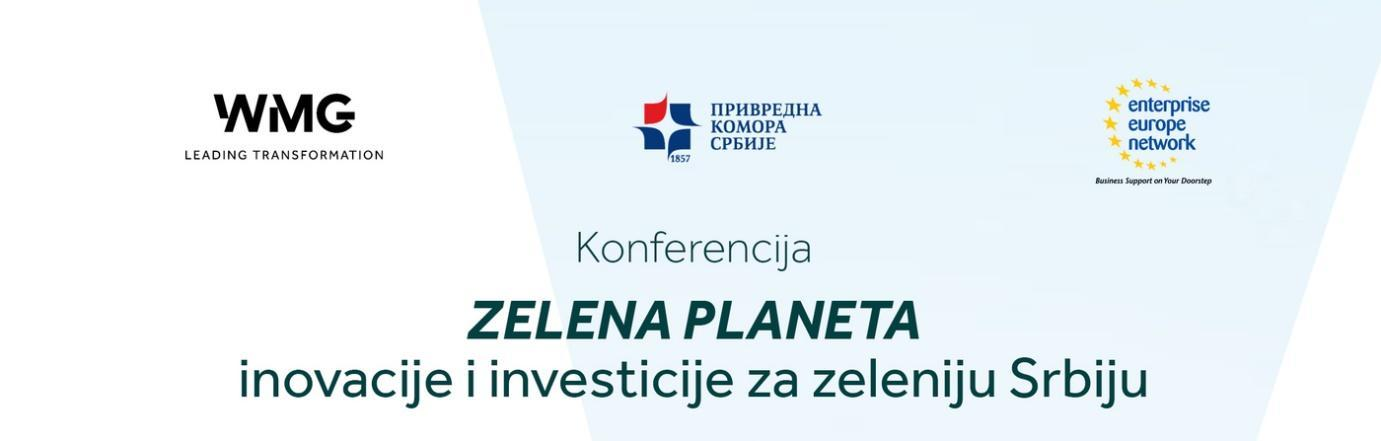 WMG
LEADING TRANSFORMATION
ПРИВРЕДНА
КОМОРА
СРБИЈЕ
1857
enterprise
europe
network
Business Support on Your Doorstep
Konferencija
ZELENA PLANETA
inovacije i investicije za zeleniju Srbiju